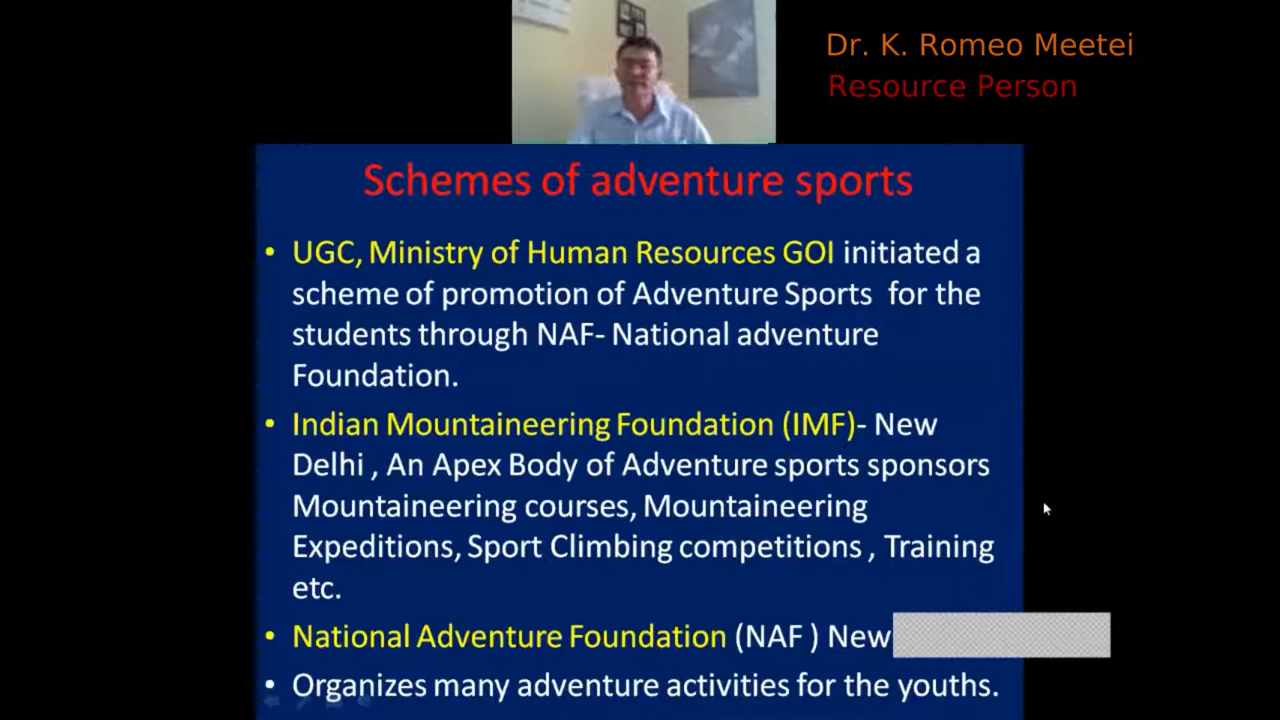 Dr. K. Romeo Meetei
Resource Person
Schemes of adventure sports
• UGC, Ministry of Human Resources GOI initiated a
scheme of promotion of Adventure Sports for the
students through NAF- National adventure
Foundation.
• Indian Mountaineering Foundation (IMF)- New
Delhi , An Apex Body of Adventure sports sponsors
Mountaineering courses, Mountaineering
Expeditions, Sport Climbing competitions , Training
etc.
• National Adventure Foundation (NAF ) New
• Organizes many adventure activities for the youths.